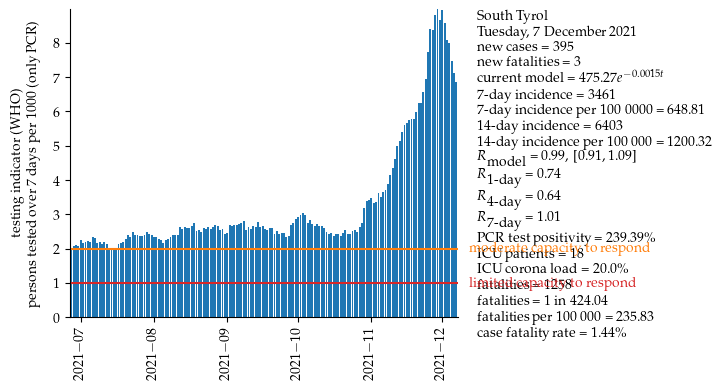 testing indicator (WHO)
persons tested over 7 days per 1000 (only PCR)
8
7
6
5
4
3
2
1
0
2021−07
2021−08
2021−09
2021−10
2021−11
2021−12
South Tyrol
Tuesday, 7 December 2021
new cases = 395
new fatalities = 3
current model = 475.27e^{−0.0015t}
7-day incidence = 3461
7-day incidence per 100 0000 = 648.81
14-day incidence = 6403
14-day incidence per 100 000 = 1200.32
R_model = 0.99, [0.91, 1.09]
R_1-day = 0.74
R_4-day = 0.64
R_7-day = 1.01
PCR test positivity = 239.39%
moderate capacity to respond
ICU patients = 18
ICU corona load = 20.0%
limited capacity to respond
fatalities = 1258
fatalities = 1 in 424.04
fatalities per 100 000 = 235.83
case fatality rate = 1.44%